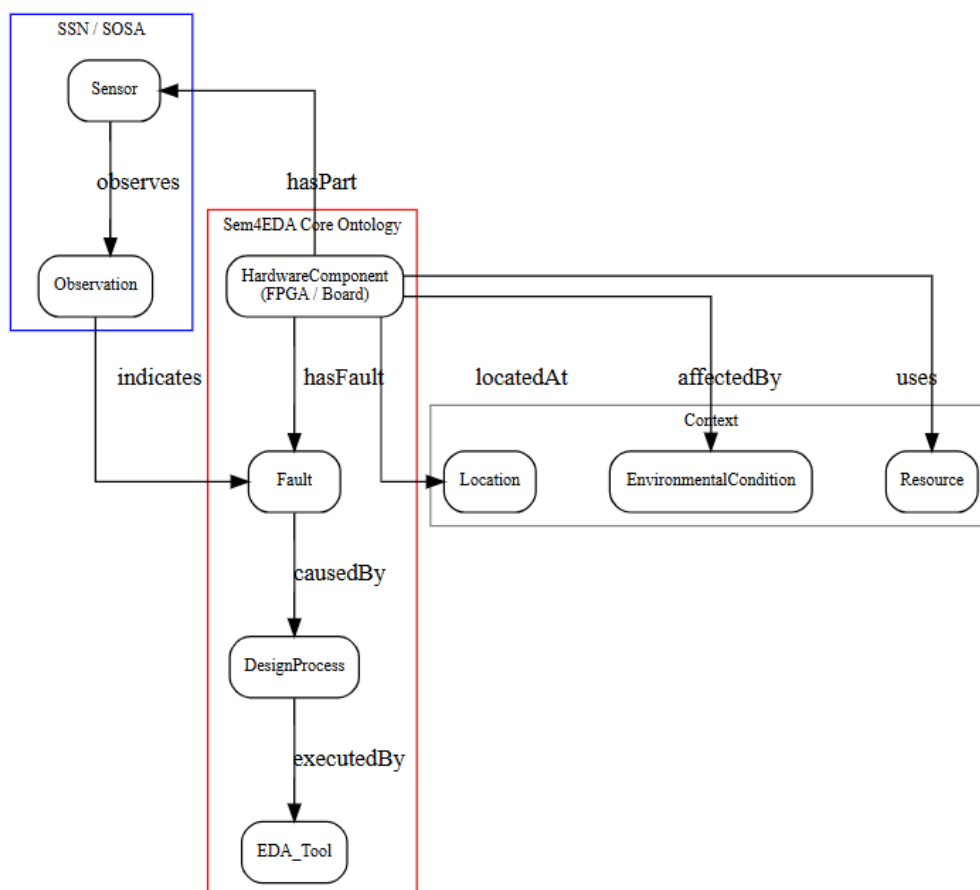 SSN / SOSA
Sensor
observes
hasPart
Sem4EDA Core Ontology
Observation
HardwareComponent
(FPGA / Board)
indicates
hasFault
locatedAt
affectedBy
uses
Context
Fault
Location
EnvironmentalCondition
Resource
causedBy
DesignProcess
executedBy
EDA_Tool